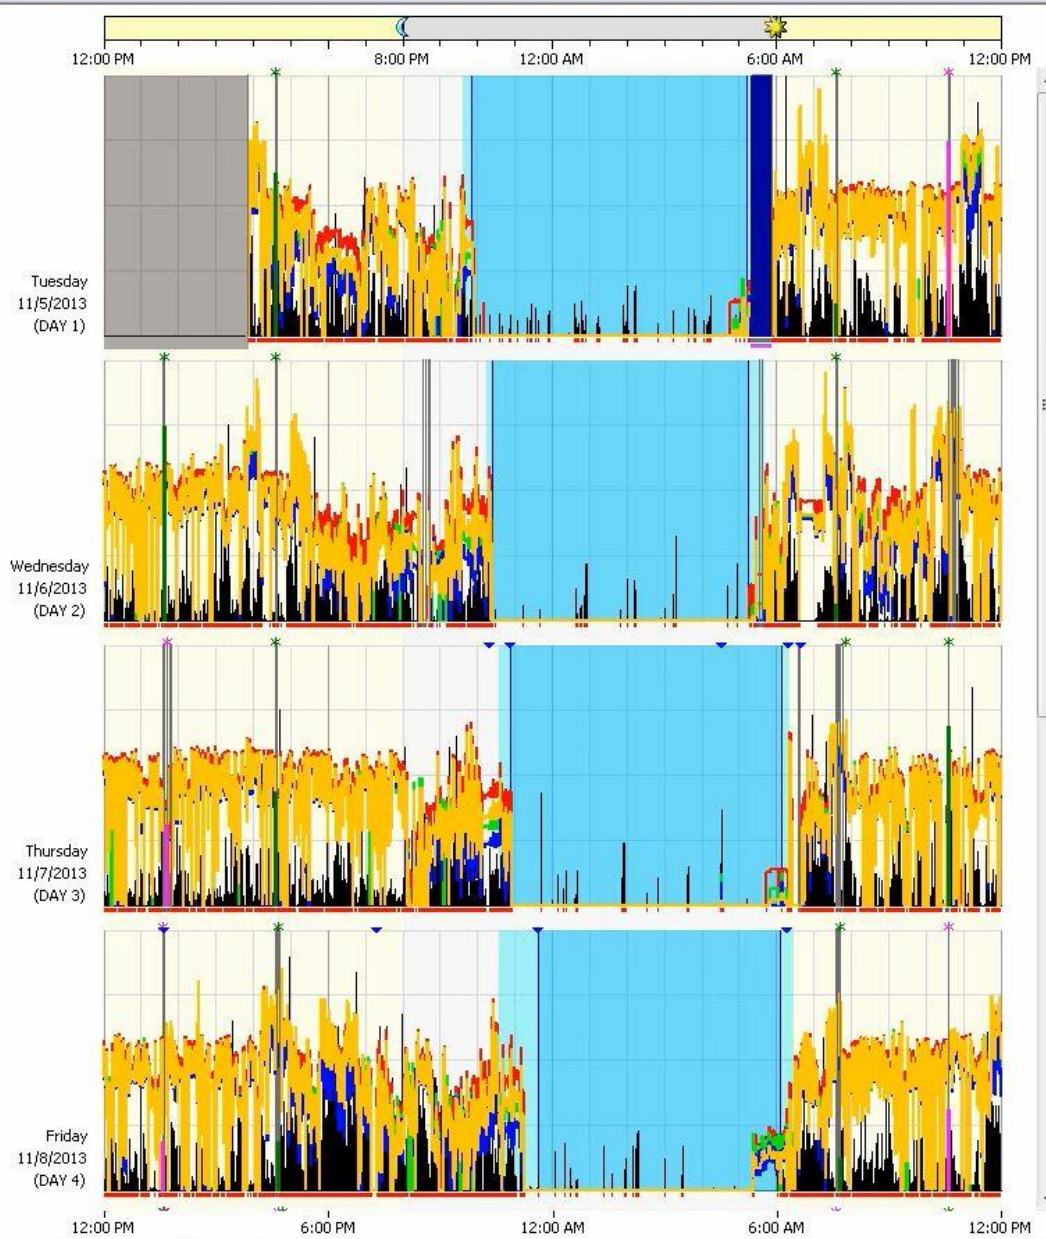 12:00 PM 8:00 PM 12:00 AM 6:00 AM 12:00 PM
Tuesday
11/5/2013
(DAY 1)
Wednesday
11/6/2013
(DAY 2)
Thursday
11/7/2013
(DAY 3)
Friday
11/8/2013
(DAY 4)
12:00 PM 6:00 PM 12:00 AM 6:00 AM 12:00 PM